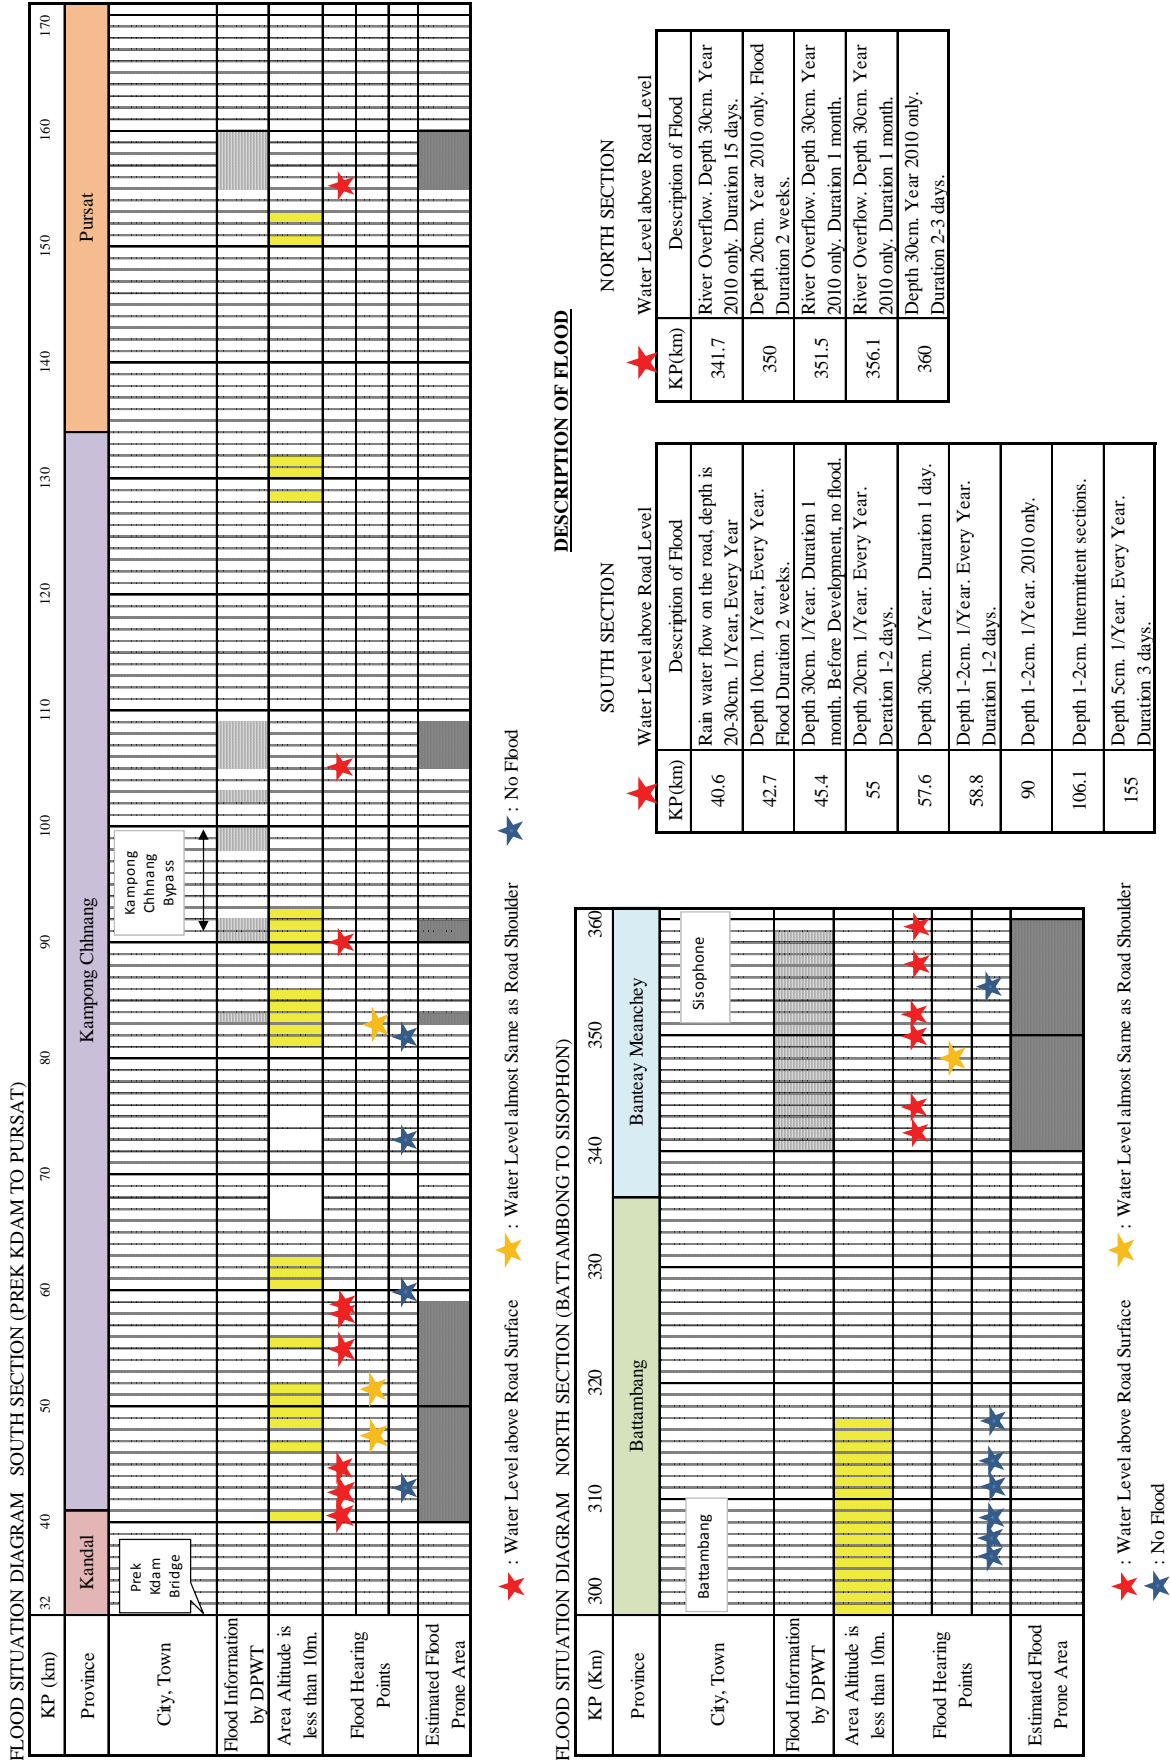 FLOOD SITUATION DIAGRAM SOUTH SECTION (PREK KDAM TO PURSAT)
KP (km)
32
40
50
60
70
80
90
100
110
120
130
140
150
160
170
Province
Kandal
Kampong Chhnang
Pursat
City, Town
Prek
Kdam
Bridge
Kampong
Chhnang
Bypass
Flood Information
by DPWT
Area Altitude is
less than 10m.
Flood Hearing
Points
Estimated Flood
Prone Area
: Water Level above Road Surface
: Water Level almost Same as Road Shoulder
: No Flood
FLOOD SITUATION DIAGRAM NORTH SECTION (BATTAMBONG TO SISOPHON)
KP (Km)
300
310
320
330
340
350
360
Province
Battambang
Banteay Meanchey
City, Town
Battambang
Sisophone
Flood Information
by DPWT
Area Altitude is
less than 10m.
Flood Hearing
Points
Estimated Flood
Prone Area
: Water Level above Road Surface
: Water Level almost Same as Road Shoulder
: No Flood
DESCRIPTION OF FLOOD
SOUTH SECTION
Water Level above Road Level
KP(km)
Description of Flood
40.6
Rain water flow on the road, depth is
20-30cm. 1/Year, Every Year
42.7
Depth 10cm. 1/Year, Every Year.
Flood Duration 2 weeks.
45.4
Depth 30cm. 1/Year. Duration 1
month. Before Development, no flood.
55
Depth 20cm. 1/Year. Every Year.
Deration 1-2 days.
57.6
Depth 30cm. 1/Year. Duration 1 day.
58.8
Depth 1-2cm. 1/Year. Every Year.
Duration 1-2 days.
90
Depth 1-2cm. 1/Year. 2010 only.
106.1
Depth 1-2cm. Intermittent sections.
155
Depth 5cm. 1/Year. Every Year.
Duration 3 days.
NORTH SECTION
Water Level above Road Level
KP(km)
Description of Flood
341.7
River Overflow. Depth 30cm. Year
2010 only. Duration 15 days.
350
Depth 20cm. Year 2010 only. Flood
Duration 2 weeks.
351.5
River Overflow. Depth 30cm. Year
2010 only. Duration 1 month.
356.1
River Overflow. Depth 30cm. Year
2010 only. Duration 1 month.
360
Depth 30cm. Year 2010 only.
Duration 2-3 days.